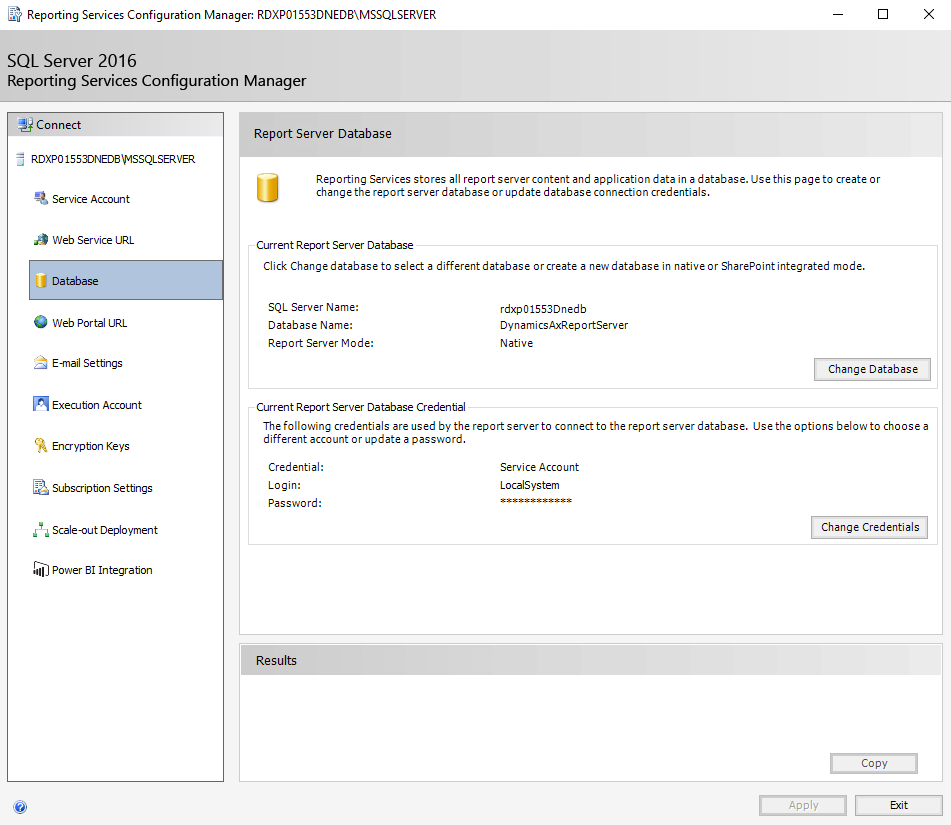 Reporting Services Configuration Manager: RDXP01553DNEDB\MSSQLSERVER
SQL Server 2016
Reporting Services Configuration Manager
Connect
RDXP01553DNEDB\MSSQLSERVER
Service Account
Web Service URL
Database
Web Portal URL
E-mail Settings
Execution Account
Encryption Keys
Subscription Settings
Scale-out Deployment
Power BI Integration
Report Server Database
Reporting Services stores all report server content and application data in a database. Use this page to create or
change the report server database or update database connection credentials.
Current Report Server Database
Click Change database to select a different database or create a new database in native or SharePoint integrated mode.
SQL Server Name: rdxp01553Dnedb
Database Name: DynamicsAxReportServer
Report Server Mode: Native
Change Database
Current Report Server Database Credential
The following credentials are used by the report server to connect to the report server database. Use the options below to choose a
different account or update a password.
Credential: Service Account
Login: LocalSystem
Password: ************
Change Credentials
Results
Copy
Apply
Exit